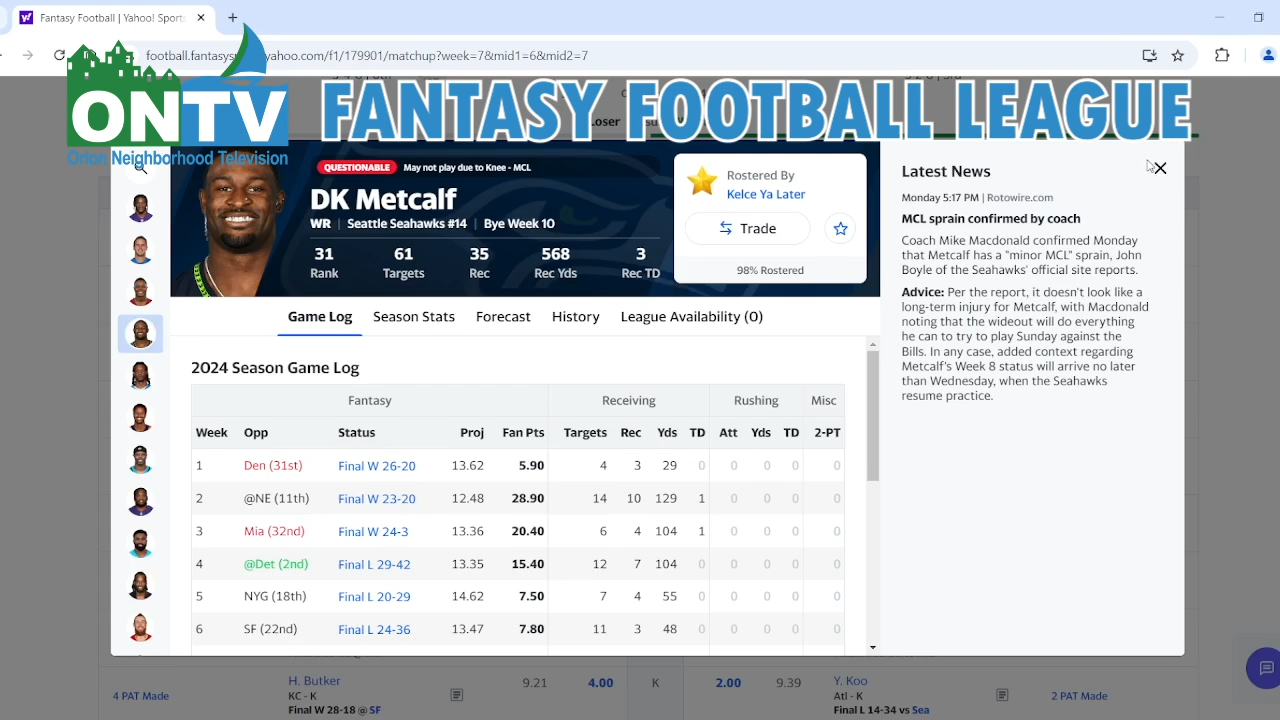 Fantasy Football | Yahoo! Sport
football.fantasys yahoo.com/f1/179901/matchup?week=7&mid1=6&mid2=7
ONTV
Orion Neighborhood Television
FANTASY FOOTBALL LEAGUE
Loser
QUESTIONABLE May not play due to Knee - MCL
DK Metcalf
WR | Seattle Seahawks #14 | Bye Week 10
31 61 35 568 3
Rank Targets Rec Rec Yds Rec TD
Rostered By
Kelce Ya Later
Trade
98% Rostered
Game Log Season Stats Forecast History League Availability (0)
2024 Season Game Log
Fantasy Receiving Rushing Misc
Week Opp Status Proj Fan Pts Targets Rec Yds TD Att Yds TD 2-PT
1 Den (31st) Final W 26-20 13.62 5.90 4 3 29 0 0 0 0 0
2 @NE (11th) Final W 23-20 12.48 28.90 14 10 129 1 0 0 0 0
3 Mia (32nd) Final W 24-3 13.36 20.40 6 4 104 1 0 0 0 0
4 @Det (2nd) Final L 29-42 13.35 15.40 12 7 104 0 0 0 0 0
5 NYG (18th) Final L 20-29 14.62 7.50 7 4 55 0 0 0 0 0
6 SF (22nd) Final L 24-36 13.47 7.80 11 3 48 0 0 0 0 0
Latest News
Monday 5:17 PM | Rotowire.com
MCL sprain confirmed by coach
Coach Mike Macdonald confirmed Monday
that Metcalf has a "minor MCL" sprain, John
Boyle of the Seahawks' official site reports.
Advice: Per the report, it doesn't look like a
long-term injury for Metcalf, with Macdonald
noting that the wideout will do everything
he can to try to play Sunday against the
Bills. In any case, added context regarding
Metcalf's Week 8 status will arrive no later
than Wednesday, when the Seahawks
resume practice.
4 PAT Made H. Butker 9.21 4.00 K 2.00 9.39 Y. Koo 2 PAT Made
KC - K Atl - K
Final W 28-18 @ SF Final L 14-34 vs Sea